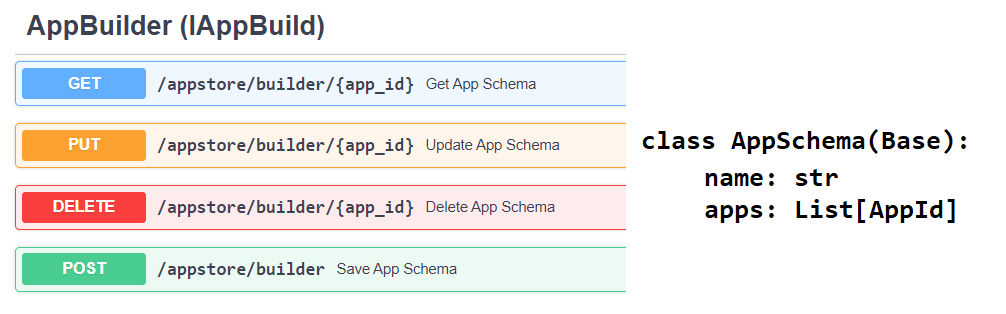 AppBuilder (IAppBuild)
GET /appstore/builder/{app_id} Get App Schema
PUT /appstore/builder/{app_id} Update App Schema
DELETE /appstore/builder/{app_id} Delete App Schema
POST /appstore/builder Save App Schema
class AppSchema(Base):
name: str
apps: List[AppId]